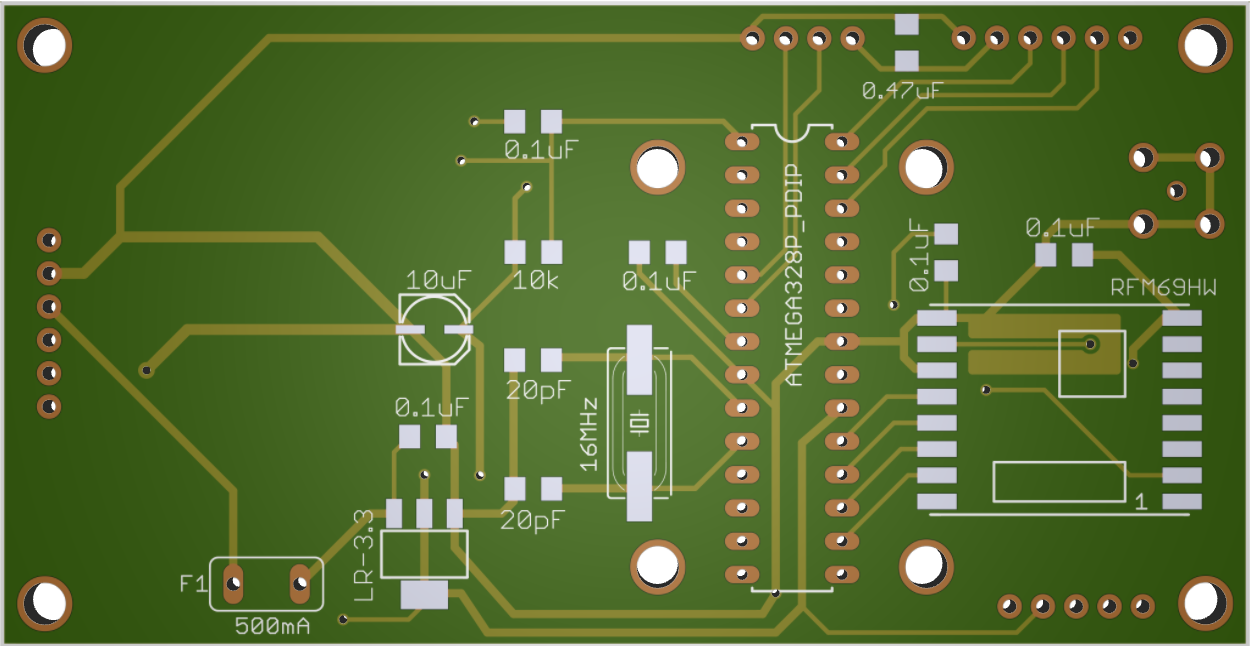 0.47uF
0.1uF
ATMEGA328P_PDIP
0.1uF
0.1uF
10uF
10k
0.1uF
RFM69HW
20pF
0.1uF
16MHz
20pF
1
LR-3.3
F1
500mA